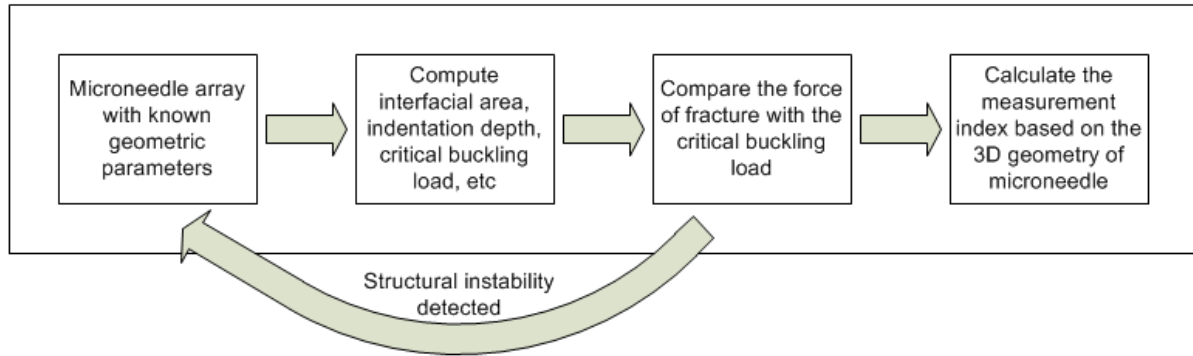 Microneedle array
with known
geometric
parameters
Compute
interfacial area,
indentation depth,
critical buckling
load, etc
Compare the force
of fracture with the
critical buckling
load
Calculate the
measurement
index based on the
3D geometry of
microneedle
Structural instability
detected